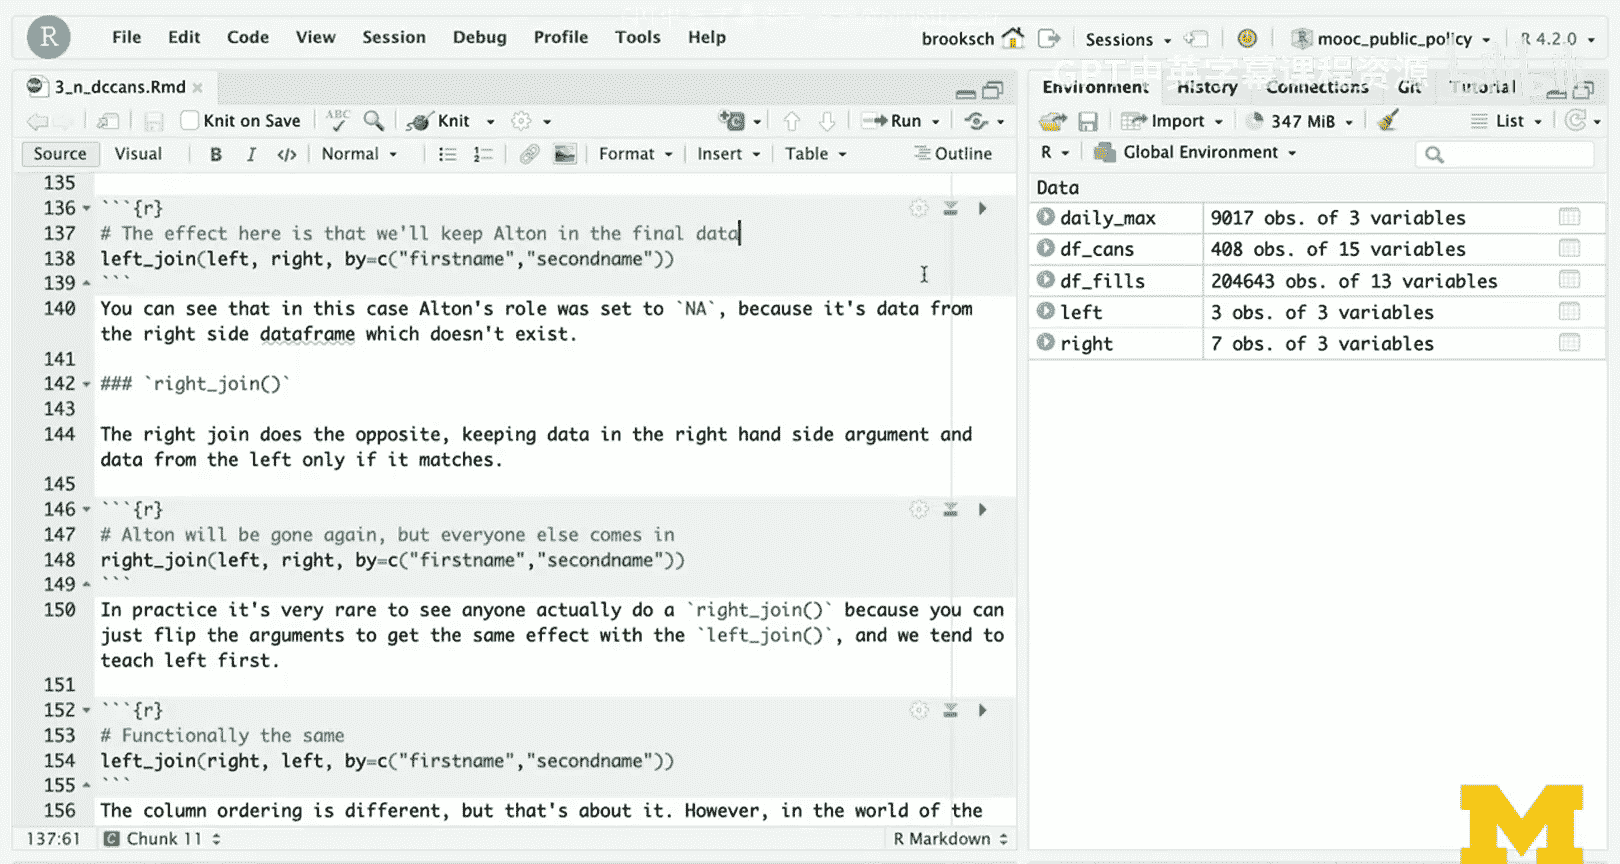 File Edit Code View Session Debug Profile Tools Help
brooksch Sessions mooc_public_policy R 4.2.0
3_n_dccans.Rmd
Knit on Save ABC Knit Run
Source Visual B I </> Normal Format Insert Table Outline
135
136 ```{r}
137 # The effect here is that we'll keep Alton in the final data
138 left_join(left, right, by=c("firstname","secondname"))
139 ```
140 You can see that in this case Alton's role was set to `NA`, because it's data from
the right side dataframe which doesn't exist.
141
142 ### `right_join()`
143
144 The right join does the opposite, keeping data in the right hand side argument and
data from the left only if it matches.
145
146 ```{r}
147 # Alton will be gone again, but everyone else comes in
148 right_join(left, right, by=c("firstname","secondname"))
149 ```
150 In practice it's very rare to see anyone actually do a `right_join()` because you can
just flip the arguments to get the same effect with the `left_join()`, and we tend to
teach left first.
151
152 ```{r}
153 # Functionally the same
154 left_join(right, left, by=c("firstname","secondname"))
155 ```
156 The column ordering is different, but that's about it. However, in the world of the
137:61 C Chunk 11 R Markdown
GPT中英字幕课程资源
Environment History Connections Git Tutorial
Import 347 MiB List
R Global Environment
Data
daily_max 9017 obs. of 3 variables
df_cans 408 obs. of 15 variables
df_fills 204643 obs. of 13 variables
left 3 obs. of 3 variables
right 7 obs. of 3 variables
M